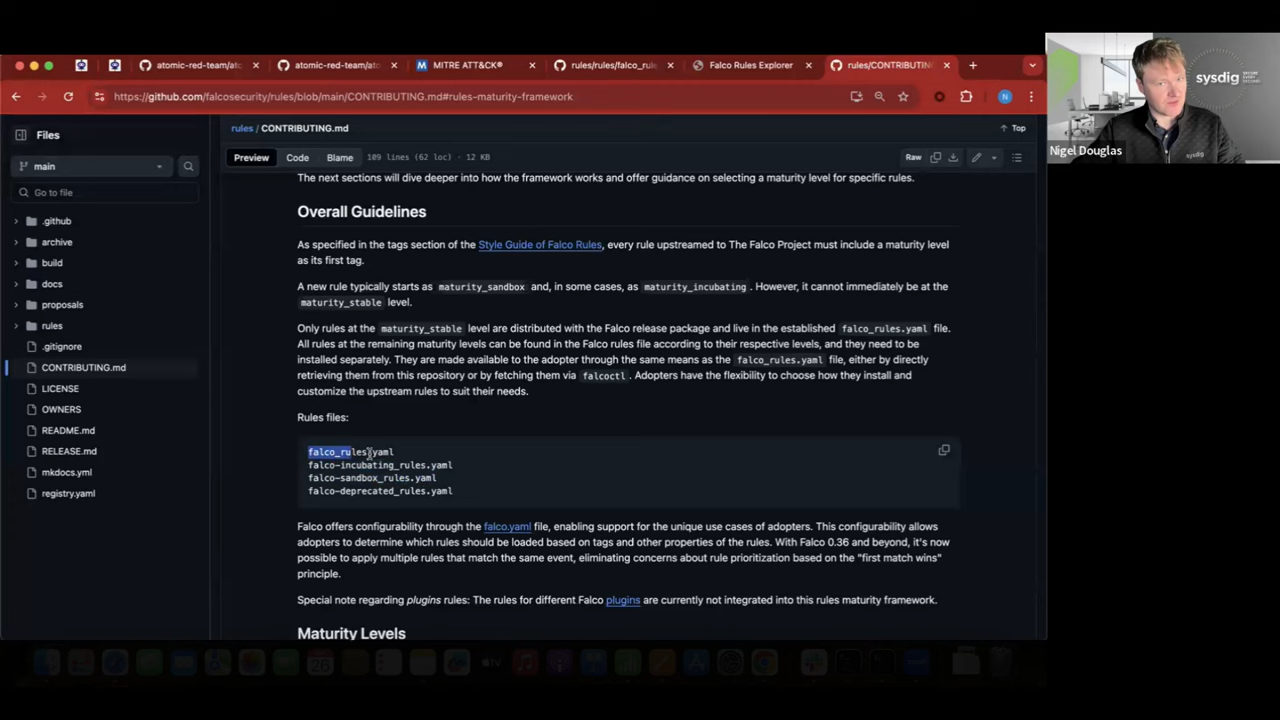 atomic-red-team/atc
atomic-red-team/ato
MITRE ATT&CK®
rules/rules/falco_rule
Falco Rules Explorer
rules/CONTRIBUTING
https://github.com/falcosecurity/rules/blob/main/CONTRIBUTING.md#rules-maturity-framework
N
sysdig
SECURE EVERY SECOND.
sysdig
Nigel Douglas
Files
main
Go to file
.github
archive
build
docs
proposals
rules
.gitignore
CONTRIBUTING.md
LICENSE
OWNERS
README.md
RELEASE.md
mkdocs.yml
registry.yaml
rules / CONTRIBUTING.md
Top
Preview
Code
Blame
109 lines (62 loc) · 12 KB
Raw
The next sections will dive deeper into how the framework works and offer guidance on selecting a maturity level for specific rules.
Overall Guidelines
As specified in the tags section of the Style Guide of Falco Rules, every rule upstreamed to The Falco Project must include a maturity level
as its first tag.
A new rule typically starts as maturity_sandbox and, in some cases, as maturity_incubating. However, it cannot immediately be at the
maturity_stable level.
Only rules at the maturity_stable level are distributed with the Falco release package and live in the established falco_rules.yaml file.
All rules at the remaining maturity levels can be found in the Falco rules file according to their respective levels, and they need to be
installed separately. They are made available to the adopter through the same means as the falco_rules.yaml file, either by directly
retrieving them from this repository or by fetching them via falcoctl. Adopters have the flexibility to choose how they install and
customize the upstream rules to suit their needs.
Rules files:
falco_rules.yaml
falco-incubating_rules.yaml
falco-sandbox_rules.yaml
falco-deprecated_rules.yaml
Falco offers configurability through the falco.yaml file, enabling support for the unique use cases of adopters. This configurability allows
adopters to determine which rules should be loaded based on tags and other properties of the rules. With Falco 0.36 and beyond, it's now
possible to apply multiple rules that match the same event, eliminating concerns about rule prioritization based on the "first match wins"
principle.
Special note regarding plugins rules: The rules for different Falco plugins are currently not integrated into this rules maturity framework.
Maturity Levels